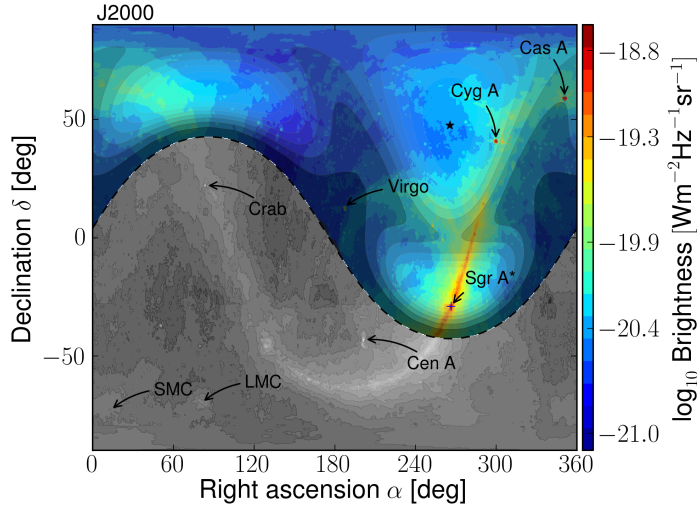 J2000
Cas A
Cyg A
Virgo
Crab
Sgr A*
Cen A
SMC
LMC
50
0
−50
Declination δ [deg]
0
60
120
180
240
300
360
Right ascension α [deg]
−18.8
−19.3
−19.9
−20.4
−21.0
log₁₀ Brightness [Wm⁻²Hz⁻¹sr⁻¹]